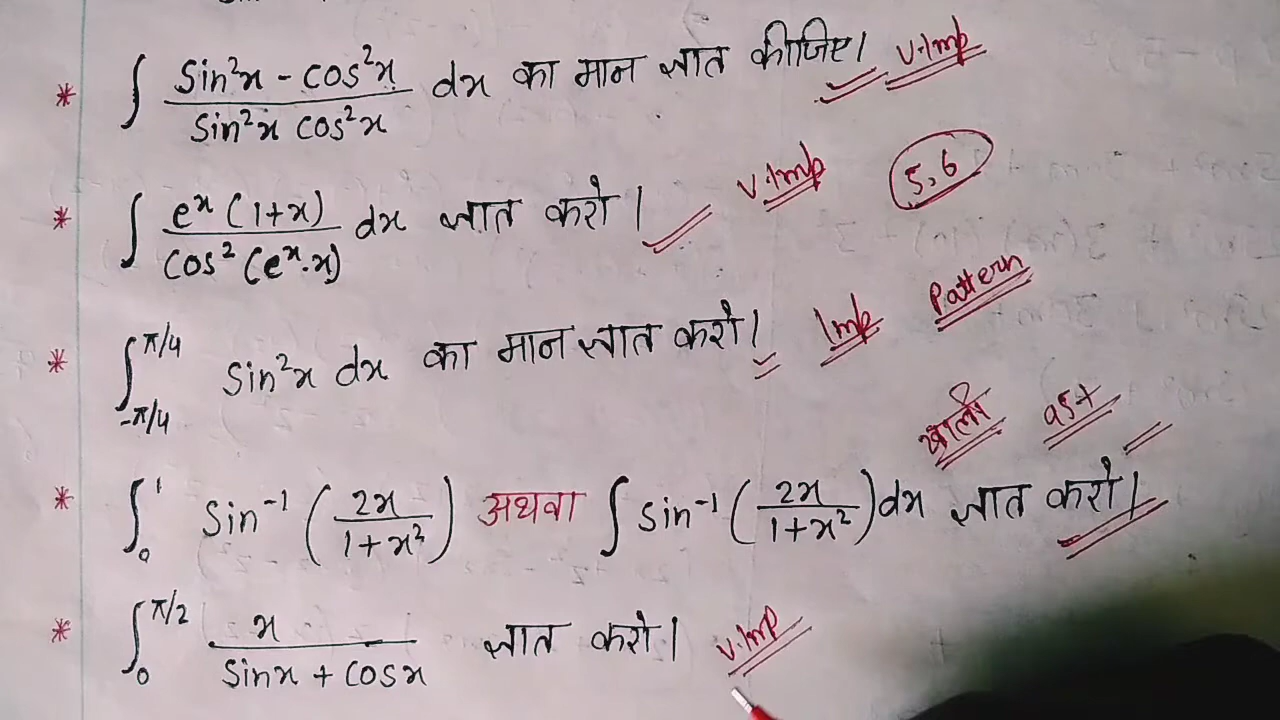 * ∫ (Sin²x - Cos²x)/(Sin²x Cos²x) dx का मान ज्ञात कीजिए। V.Imp
* ∫ eˣ(1+x)/Cos²(eˣ.x) dx ज्ञात करो। V.Imp 5,6
* ∫_{-π/4}^{π/4} Sin²x dx का मान ज्ञात करो। Imp Pattern
खाली
* ∫₀¹ Sin⁻¹(2x/(1+x²)) अथवा ∫ Sin⁻¹(2x/(1+x²)) dx ज्ञात करो।
* ∫₀^{π/2} x/(Sinx + Cosx) ज्ञात करो। V.Imp